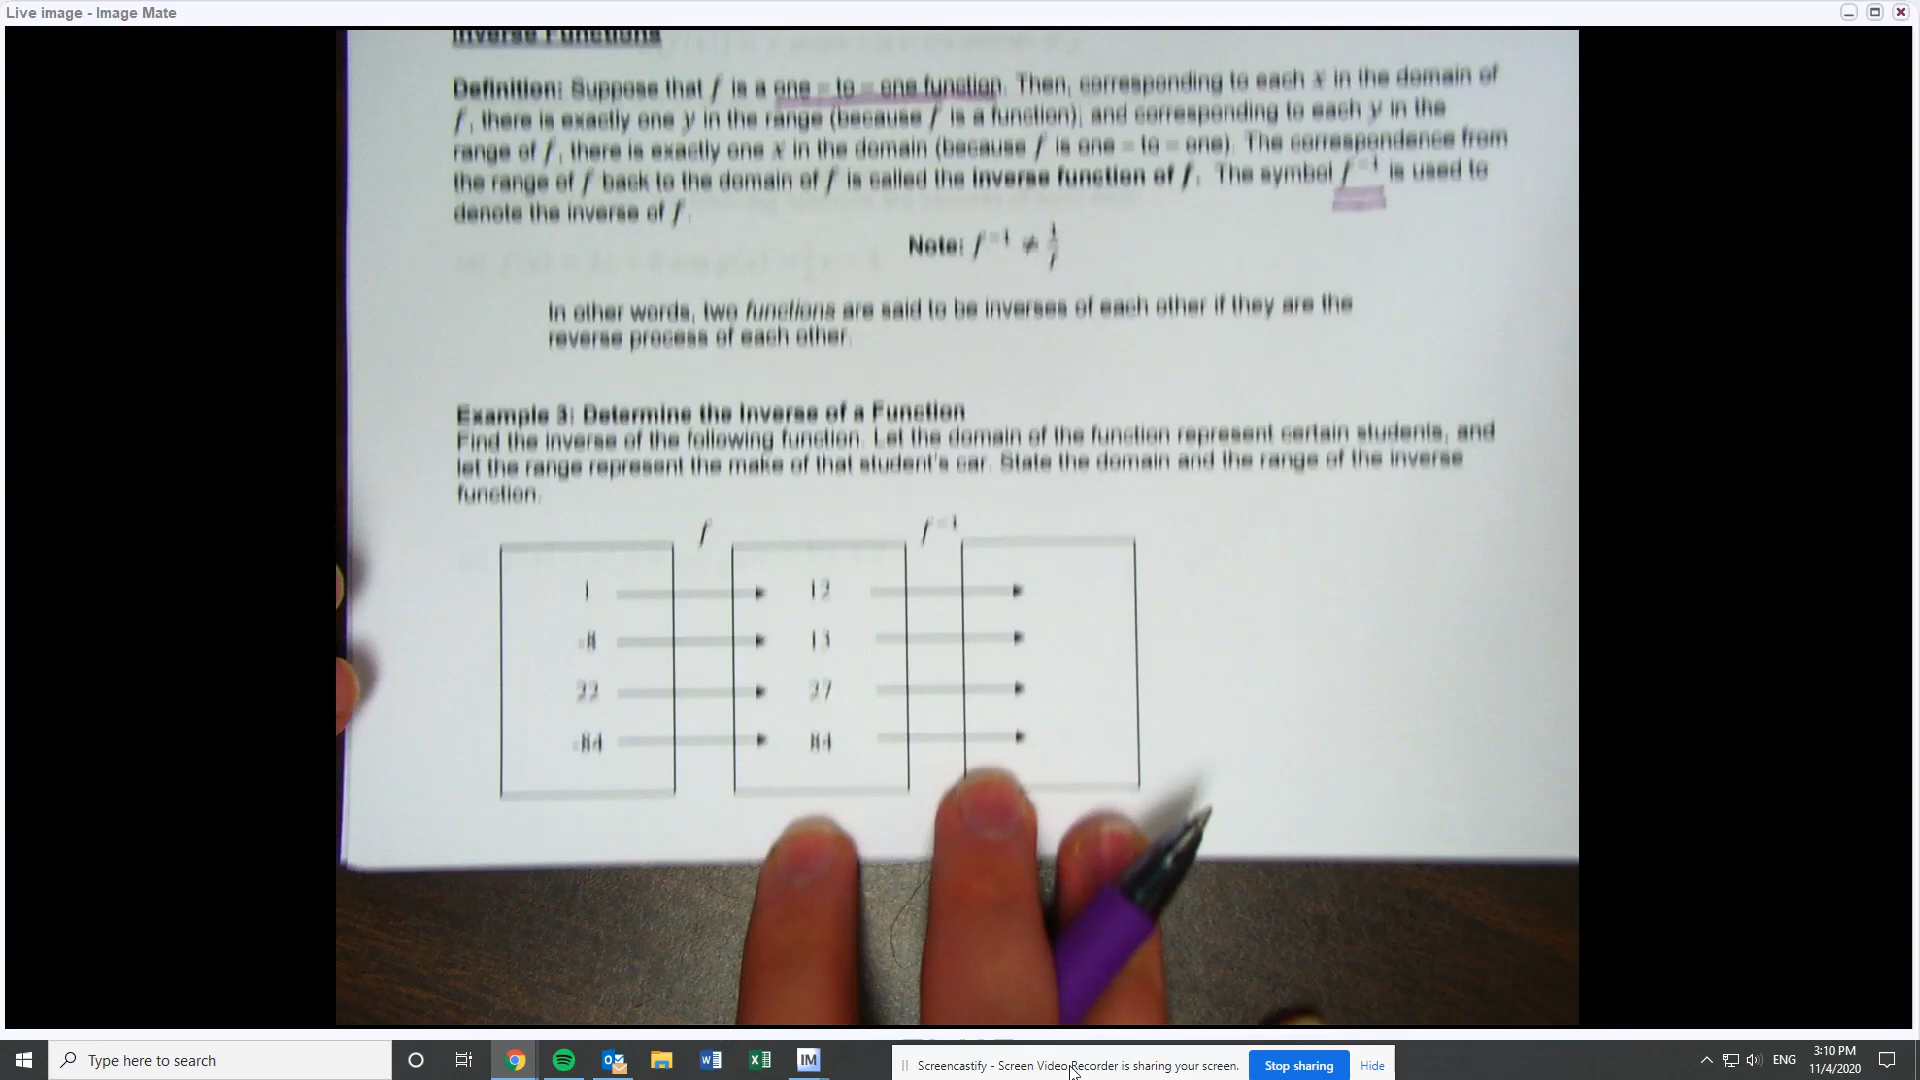 Live image - Image Mate
Inverse Functions
Definition: Suppose that f is a one – to – one function. Then, corresponding to each x in the domain of
f, there is exactly one y in the range (because f is a function); and corresponding to each y in the
range of f, there is exactly one x in the domain (because f is one – to – one). The correspondence from
the range of f back to the domain of f is called the inverse function of f. The symbol f⁻¹ is used to
denote the inverse of f.
Note: f⁻¹ ≠ 1/f
In other words, two functions are said to be inverses of each other if they are the
reverse process of each other.
Example 3: Determine the Inverse of a Function
Find the inverse of the following function. Let the domain of the function represent certain students, and
let the range represent the make of that student's car. State the domain and the range of the inverse
function.
f f⁻¹
1 12
-8 13
22 27
-84 84
Type here to search
Screencastify - Screen Video Recorder is sharing your screen. Stop sharing Hide
IM
ENG
3:10 PM
11/4/2020